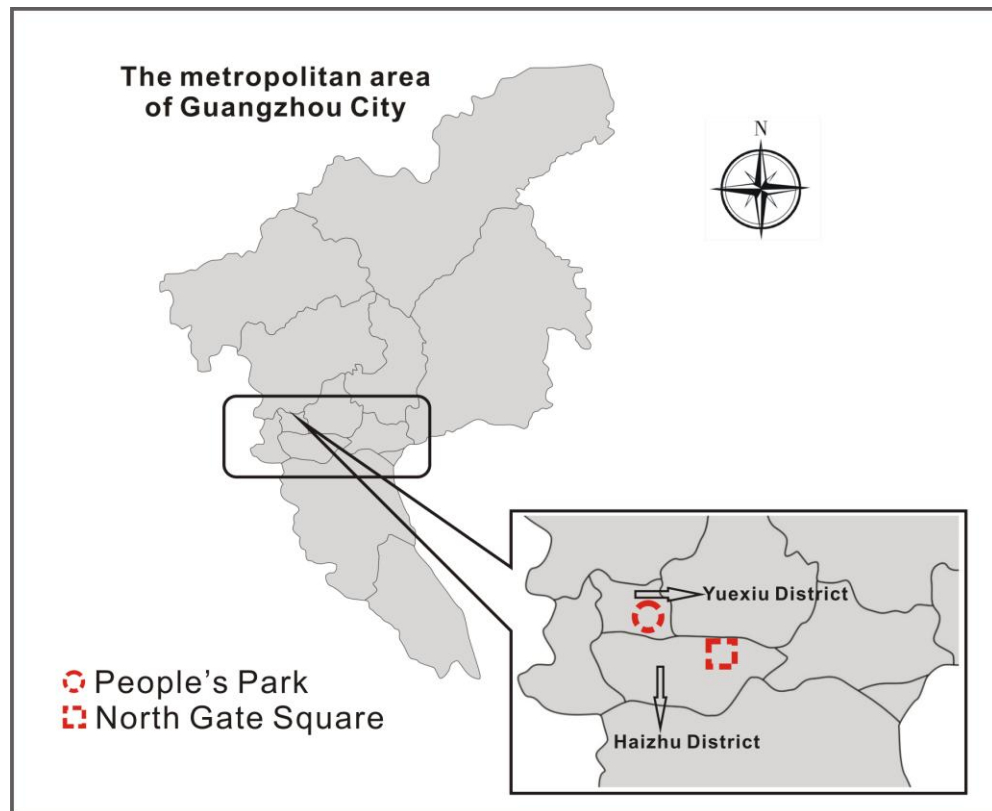 The metropolitan area
of Guangzhou City
N
Yuexiu District
Haizhu District
People's Park
North Gate Square